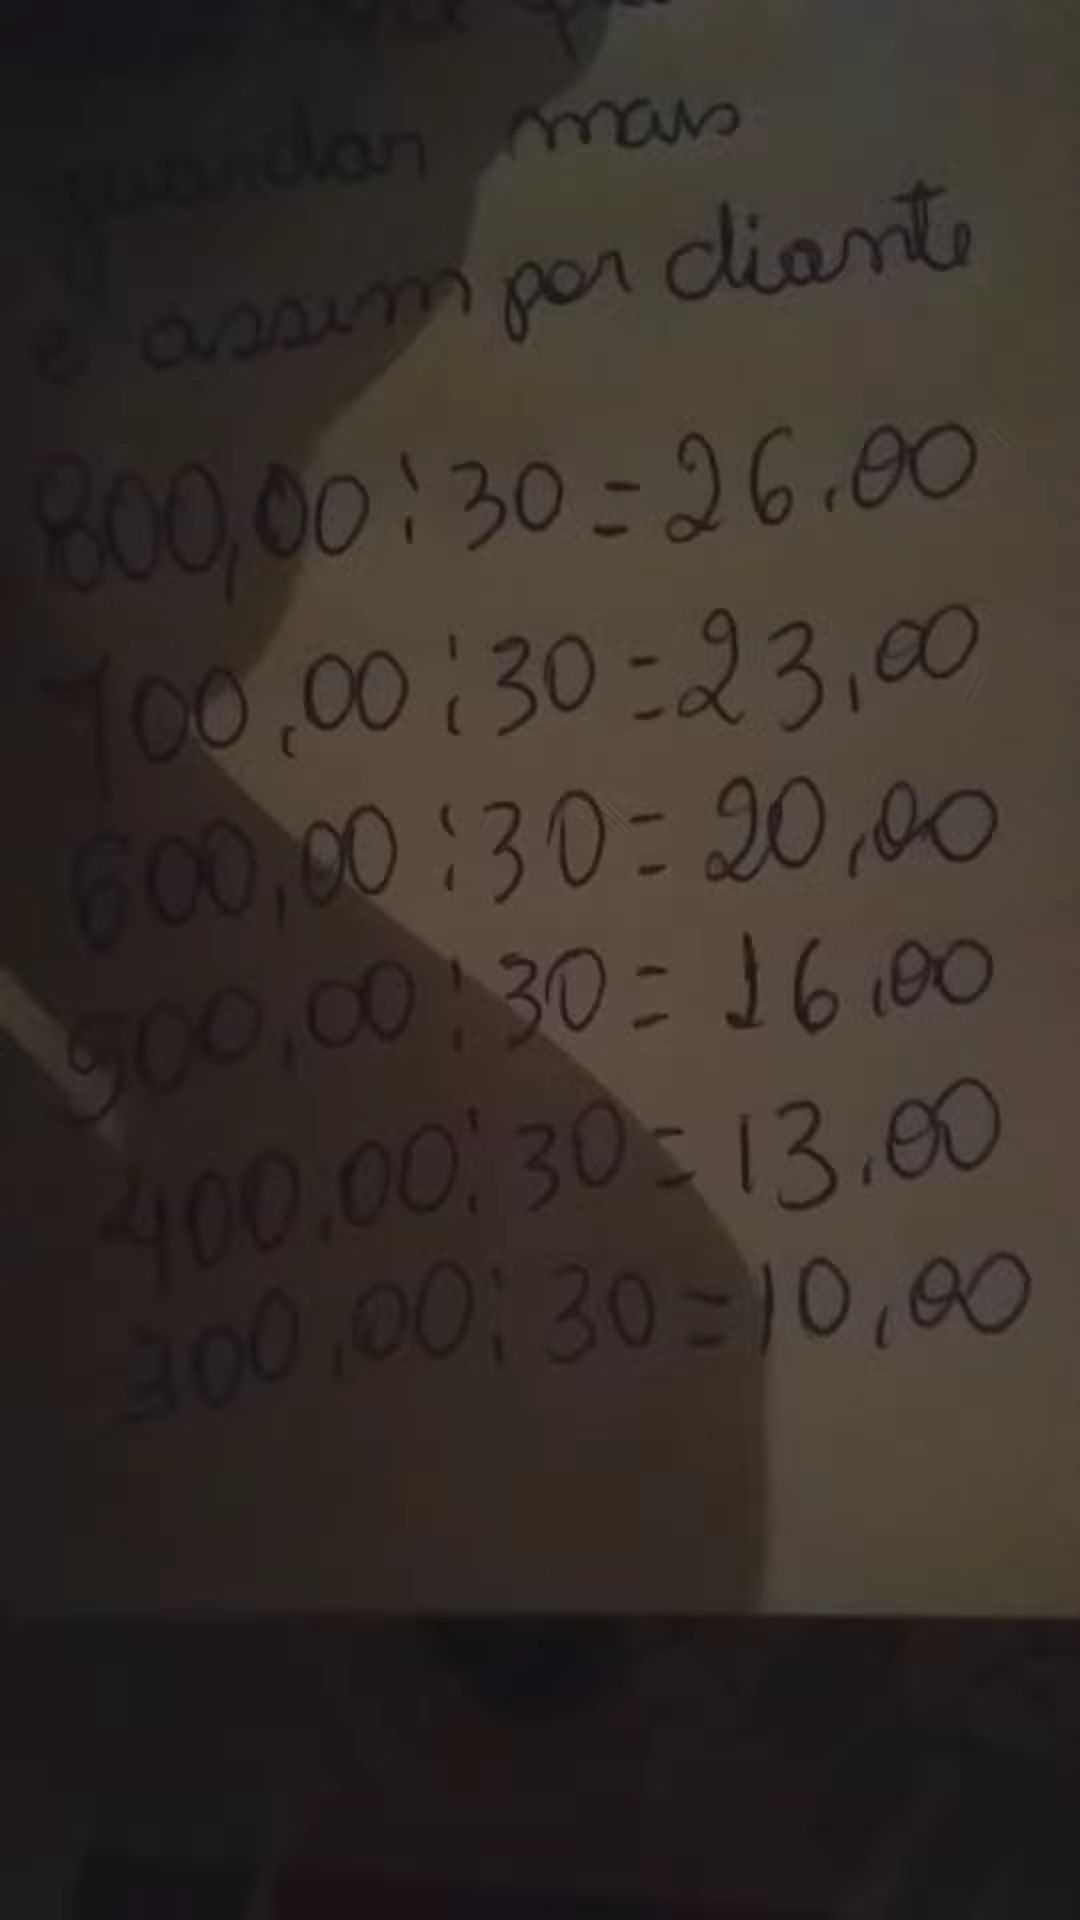 guardar mais
e assim por diante
800,00 : 30 = 26,00
700,00 : 30 = 23,00
600,00 : 30 = 20,00
500,00 : 30 = 16,00
400,00 : 30 = 13,00
300,00 : 30 = 10,00